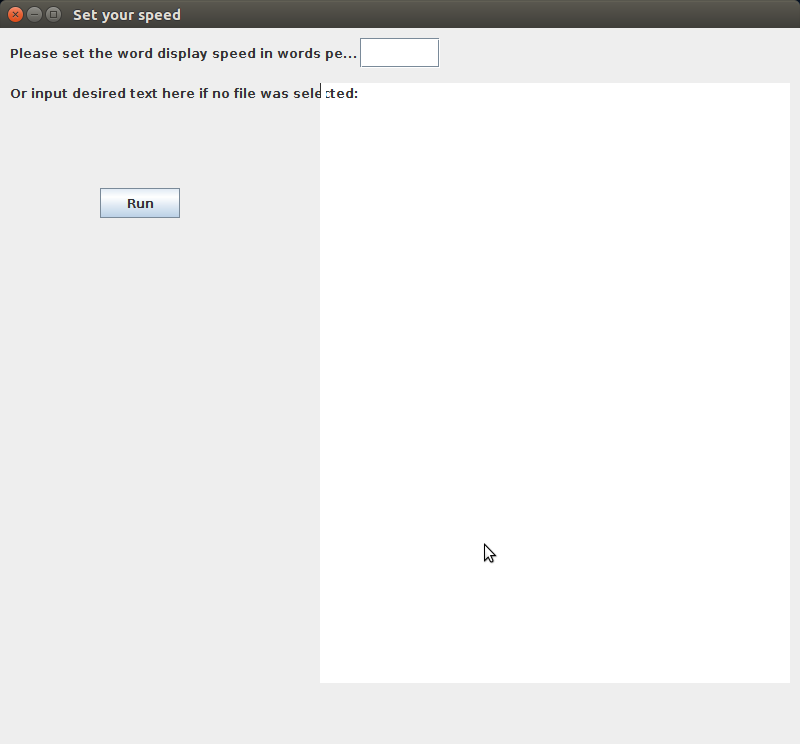 Set your speed
Please set the word display speed in words pe...
Or input desired text here if no file was selected:
Run